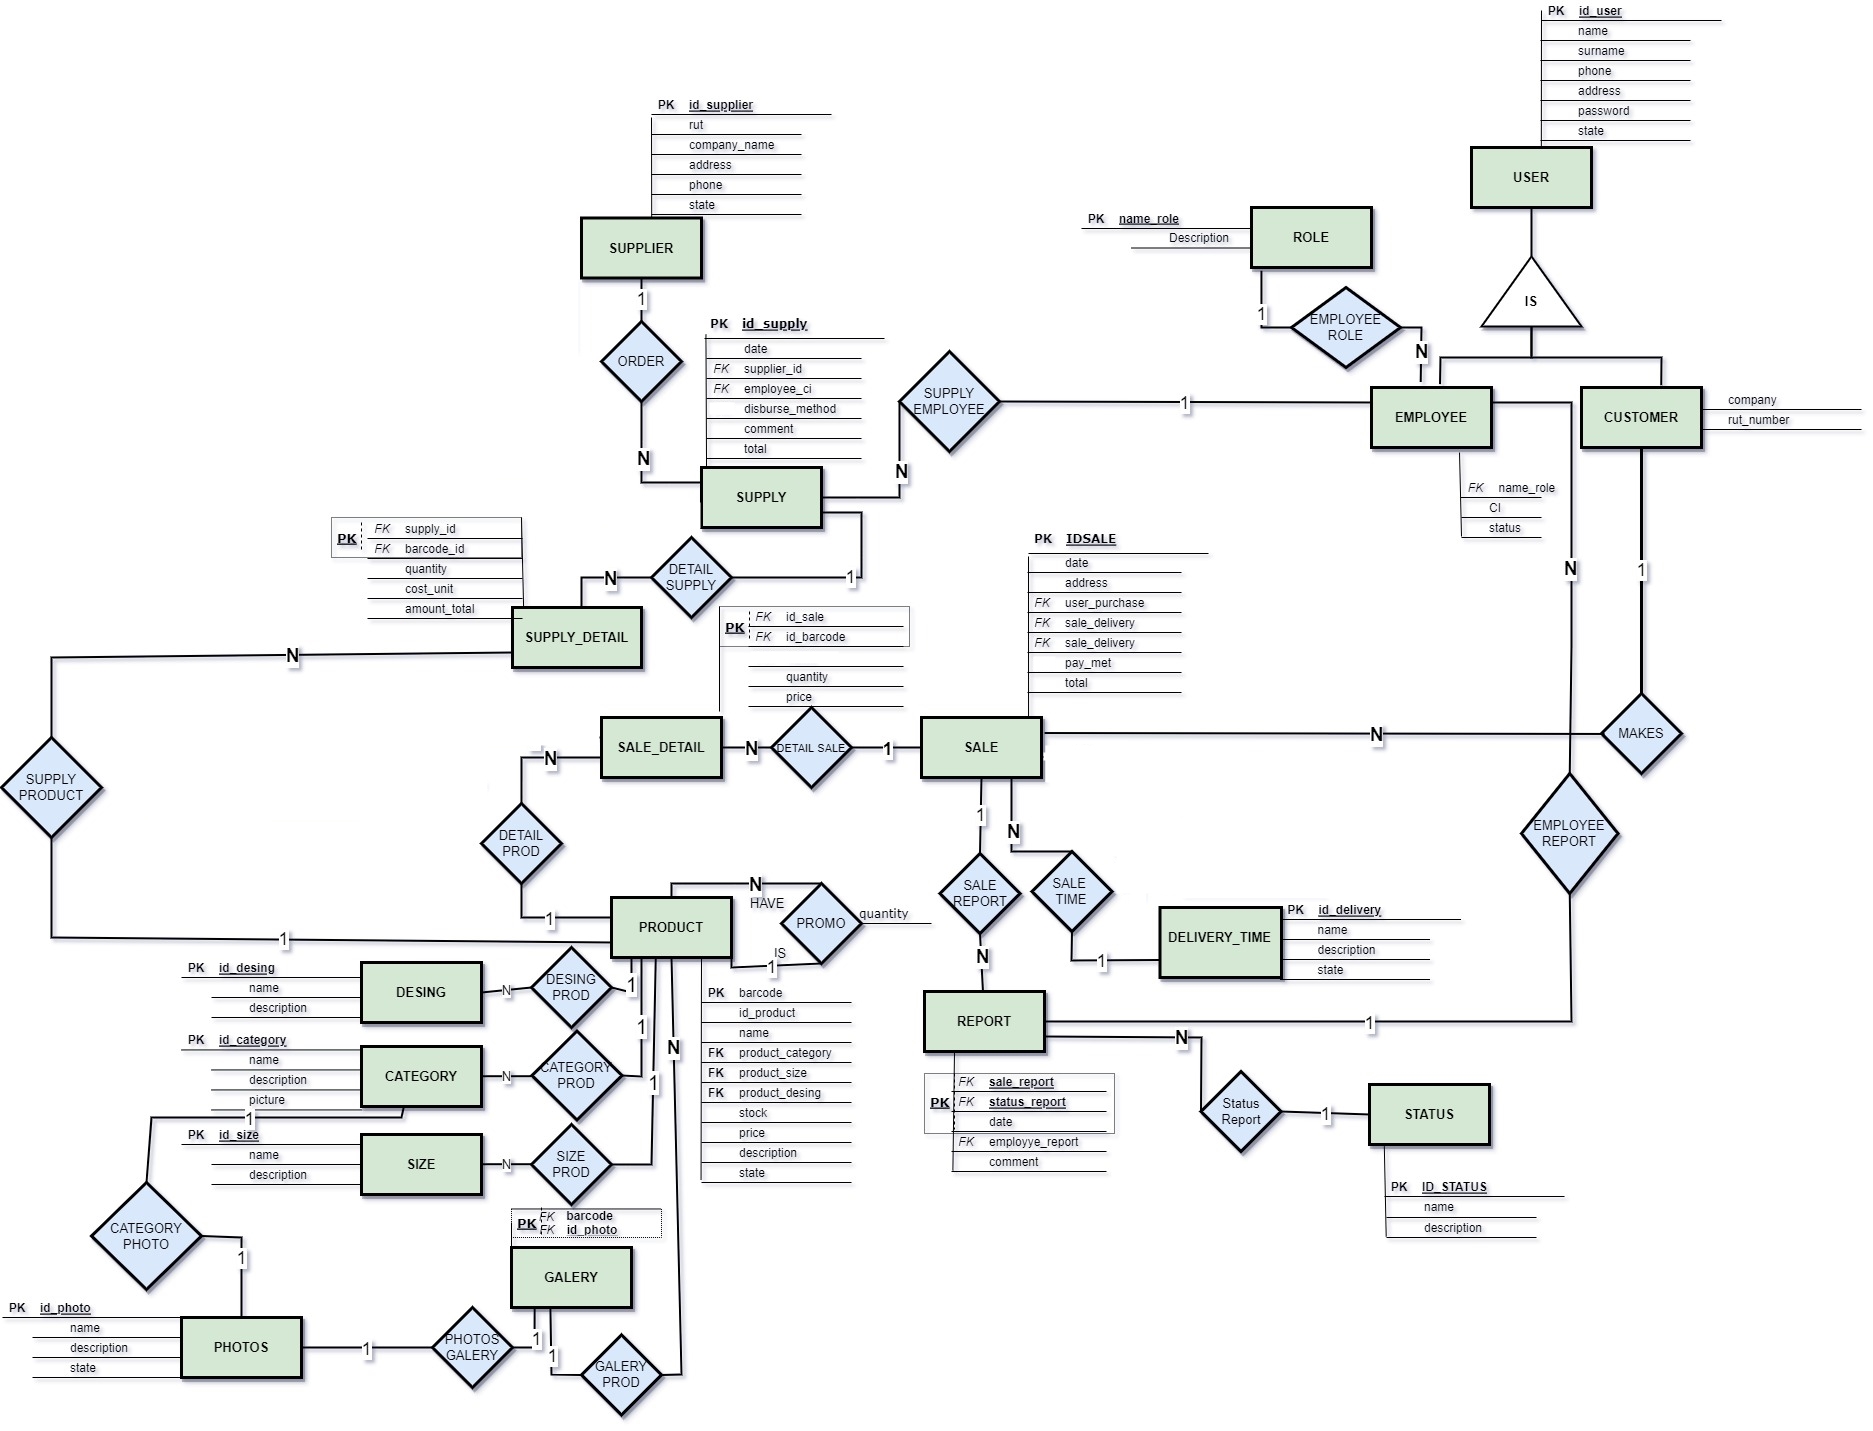 PK id_user
name
surname
phone
address
password
state
USER
IS
PK id_supplier
rut
company_name
address
phone
state
SUPPLIER
1
ORDER
N
PK name_role
Description
ROLE
1
EMPLOYEE
ROLE
N
PK id_supply
date
FK supplier_id
FK employee_ci
disburse_method
comment
total
SUPPLY
SUPPLY
EMPLOYEE
1
N
EMPLOYEE
FK name_role
CI
status
CUSTOMER
company
rut_number
N
1
PK
FK supply_id
FK barcode_id
quantity
cost_unit
amount_total
SUPPLY_DETAIL
N
DETAIL
SUPPLY
1
N
SUPPLY
PRODUCT
1
PK
FK id_sale
FK id_barcode
quantity
price
SALE_DETAIL
N
DETAIL SALE
1
PK IDSALE
date
address
FK user_purchase
FK sale_delivery
FK sale_delivery
pay_met
total
SALE
N
MAKES
EMPLOYEE
REPORT
N
DETAIL
PROD
1
PRODUCT
N
HAVE
PROMO
quantity
IS
1
1
SALE
REPORT
N
N
SALE
TIME
1
DELIVERY_TIME
PK id_delivery
name
description
state
PK barcode
id_product
name
FK product_category
FK product_size
FK product_desing
stock
price
description
state
PK id_desing
name
description
DESING
N
DESING
PROD
1
PK id_category
name
description
picture
CATEGORY
N
CATEGORY
PROD
1
N
1
1
PK id_size
name
description
SIZE
N
SIZE
PROD
REPORT
1
N
PK
FK sale_report
FK status_report
date
FK employye_report
comment
Status
Report
1
STATUS
PK ID_STATUS
name
description
CATEGORY
PHOTO
1
PK
FK barcode
FK id_photo
GALERY
PK id_photo
name
description
state
PHOTOS
1
PHOTOS
GALERY
1
1
GALERY
PROD